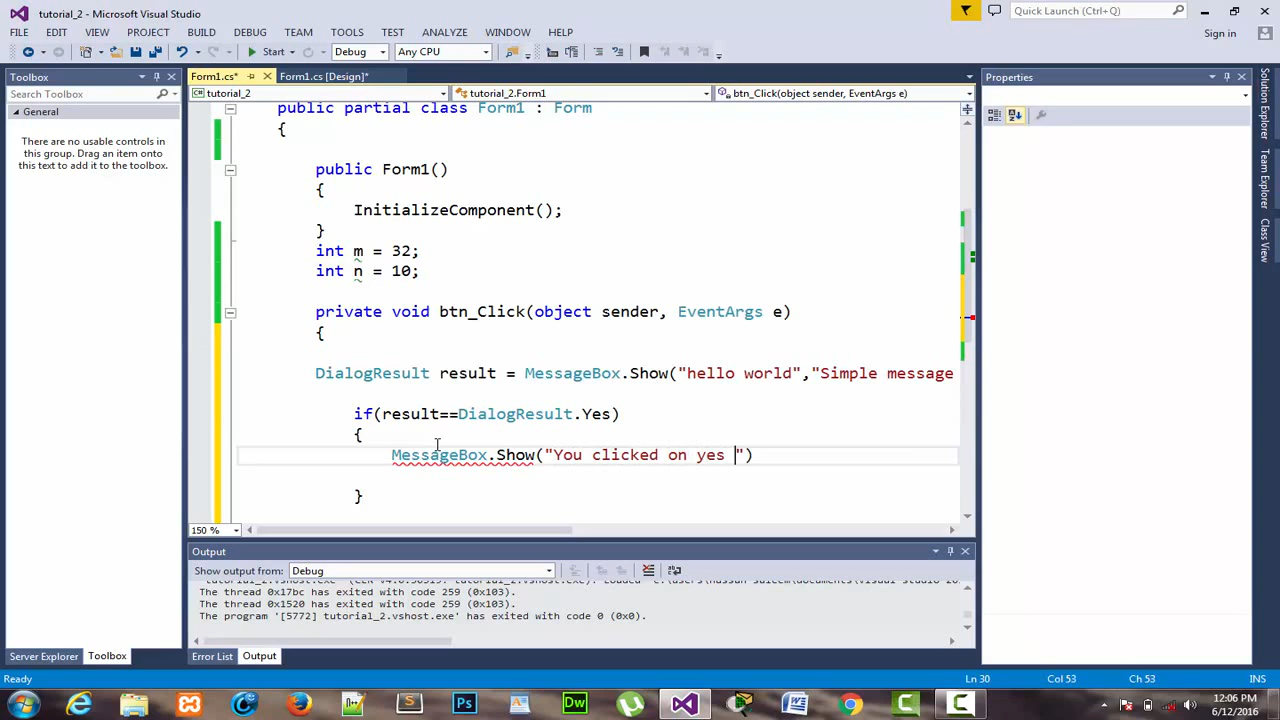 tutorial_2 - Microsoft Visual Studio
Quick Launch (Ctrl+Q)
FILE EDIT VIEW PROJECT BUILD DEBUG TEAM TOOLS TEST ANALYZE WINDOW HELP
Sign in
Start Debug Any CPU
Toolbox
Search Toolbox
General
There are no usable controls in
this group. Drag an item onto
this text to add it to the toolbox.
Server Explorer Toolbox
Form1.cs* Form1.cs [Design]*
tutorial_2 tutorial_2.Form1 btn_Click(object sender, EventArgs e)
public partial class Form1 : Form
{
public Form1()
{
InitializeComponent();
}
int m = 32;
int n = 10;
private void btn_Click(object sender, EventArgs e)
{
DialogResult result = MessageBox.Show("hello world","Simple message
if(result==DialogResult.Yes)
{
MessageBox.Show("You clicked on yes ")
}
150 %
Output
Show output from: Debug
The thread 0x17bc has exited with code 259 (0x103).
The thread 0x1520 has exited with code 259 (0x103).
The program '[5772] tutorial_2.vshost.exe' has exited with code 0 (0x0).
Error List Output
Properties
Solution Explorer
Team Explorer
Class View
Ready
Ln 30 Col 53 Ch 53 INS
12:06 PM
6/12/2016